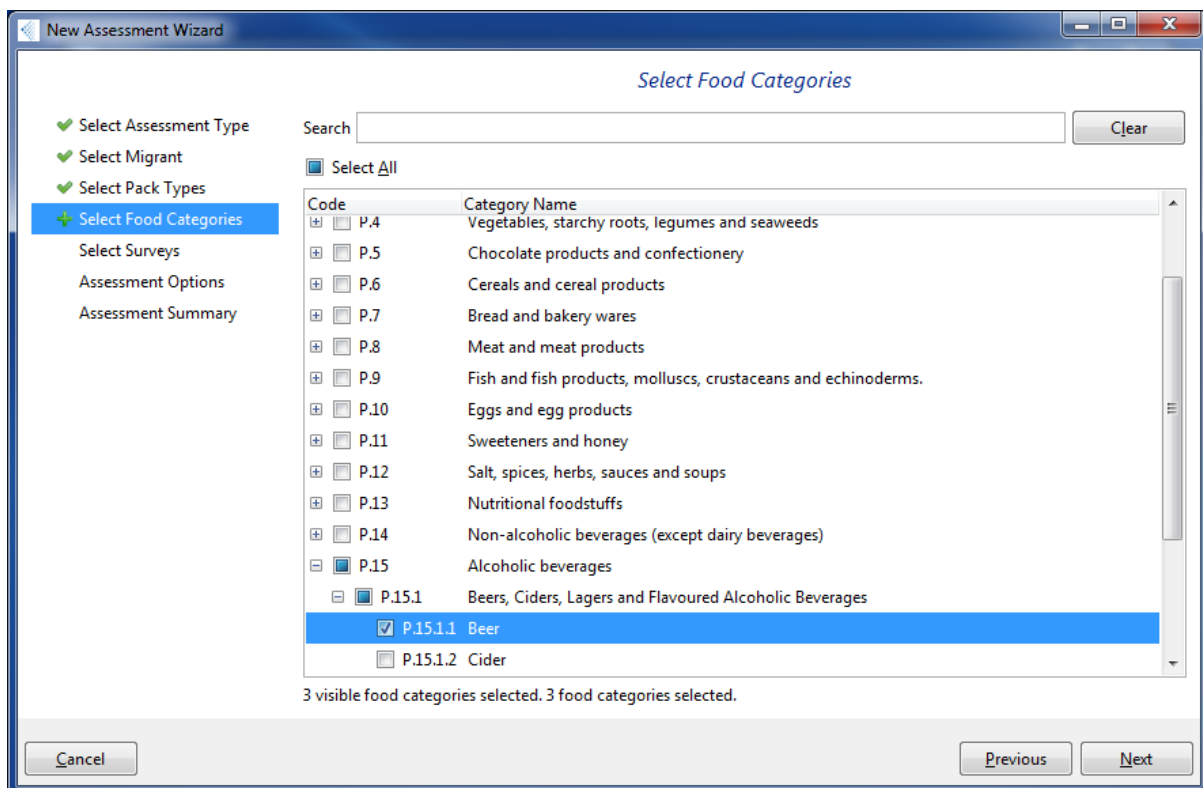 New Assessment Wizard
Select Food Categories
Select Assessment Type
Select Migrant
Select Pack Types
Select Food Categories
Select Surveys
Assessment Options
Assessment Summary
Search
Clear
Select All
Code Category Name
P.4 Vegetables, starchy roots, legumes and seaweeds
P.5 Chocolate products and confectionery
P.6 Cereals and cereal products
P.7 Bread and bakery wares
P.8 Meat and meat products
P.9 Fish and fish products, molluscs, crustaceans and echinoderms.
P.10 Eggs and egg products
P.11 Sweeteners and honey
P.12 Salt, spices, herbs, sauces and soups
P.13 Nutritional foodstuffs
P.14 Non-alcoholic beverages (except dairy beverages)
P.15 Alcoholic beverages
P.15.1 Beers, Ciders, Lagers and Flavoured Alcoholic Beverages
P.15.1.1 Beer
P.15.1.2 Cider
3 visible food categories selected. 3 food categories selected.
Cancel
Previous
Next